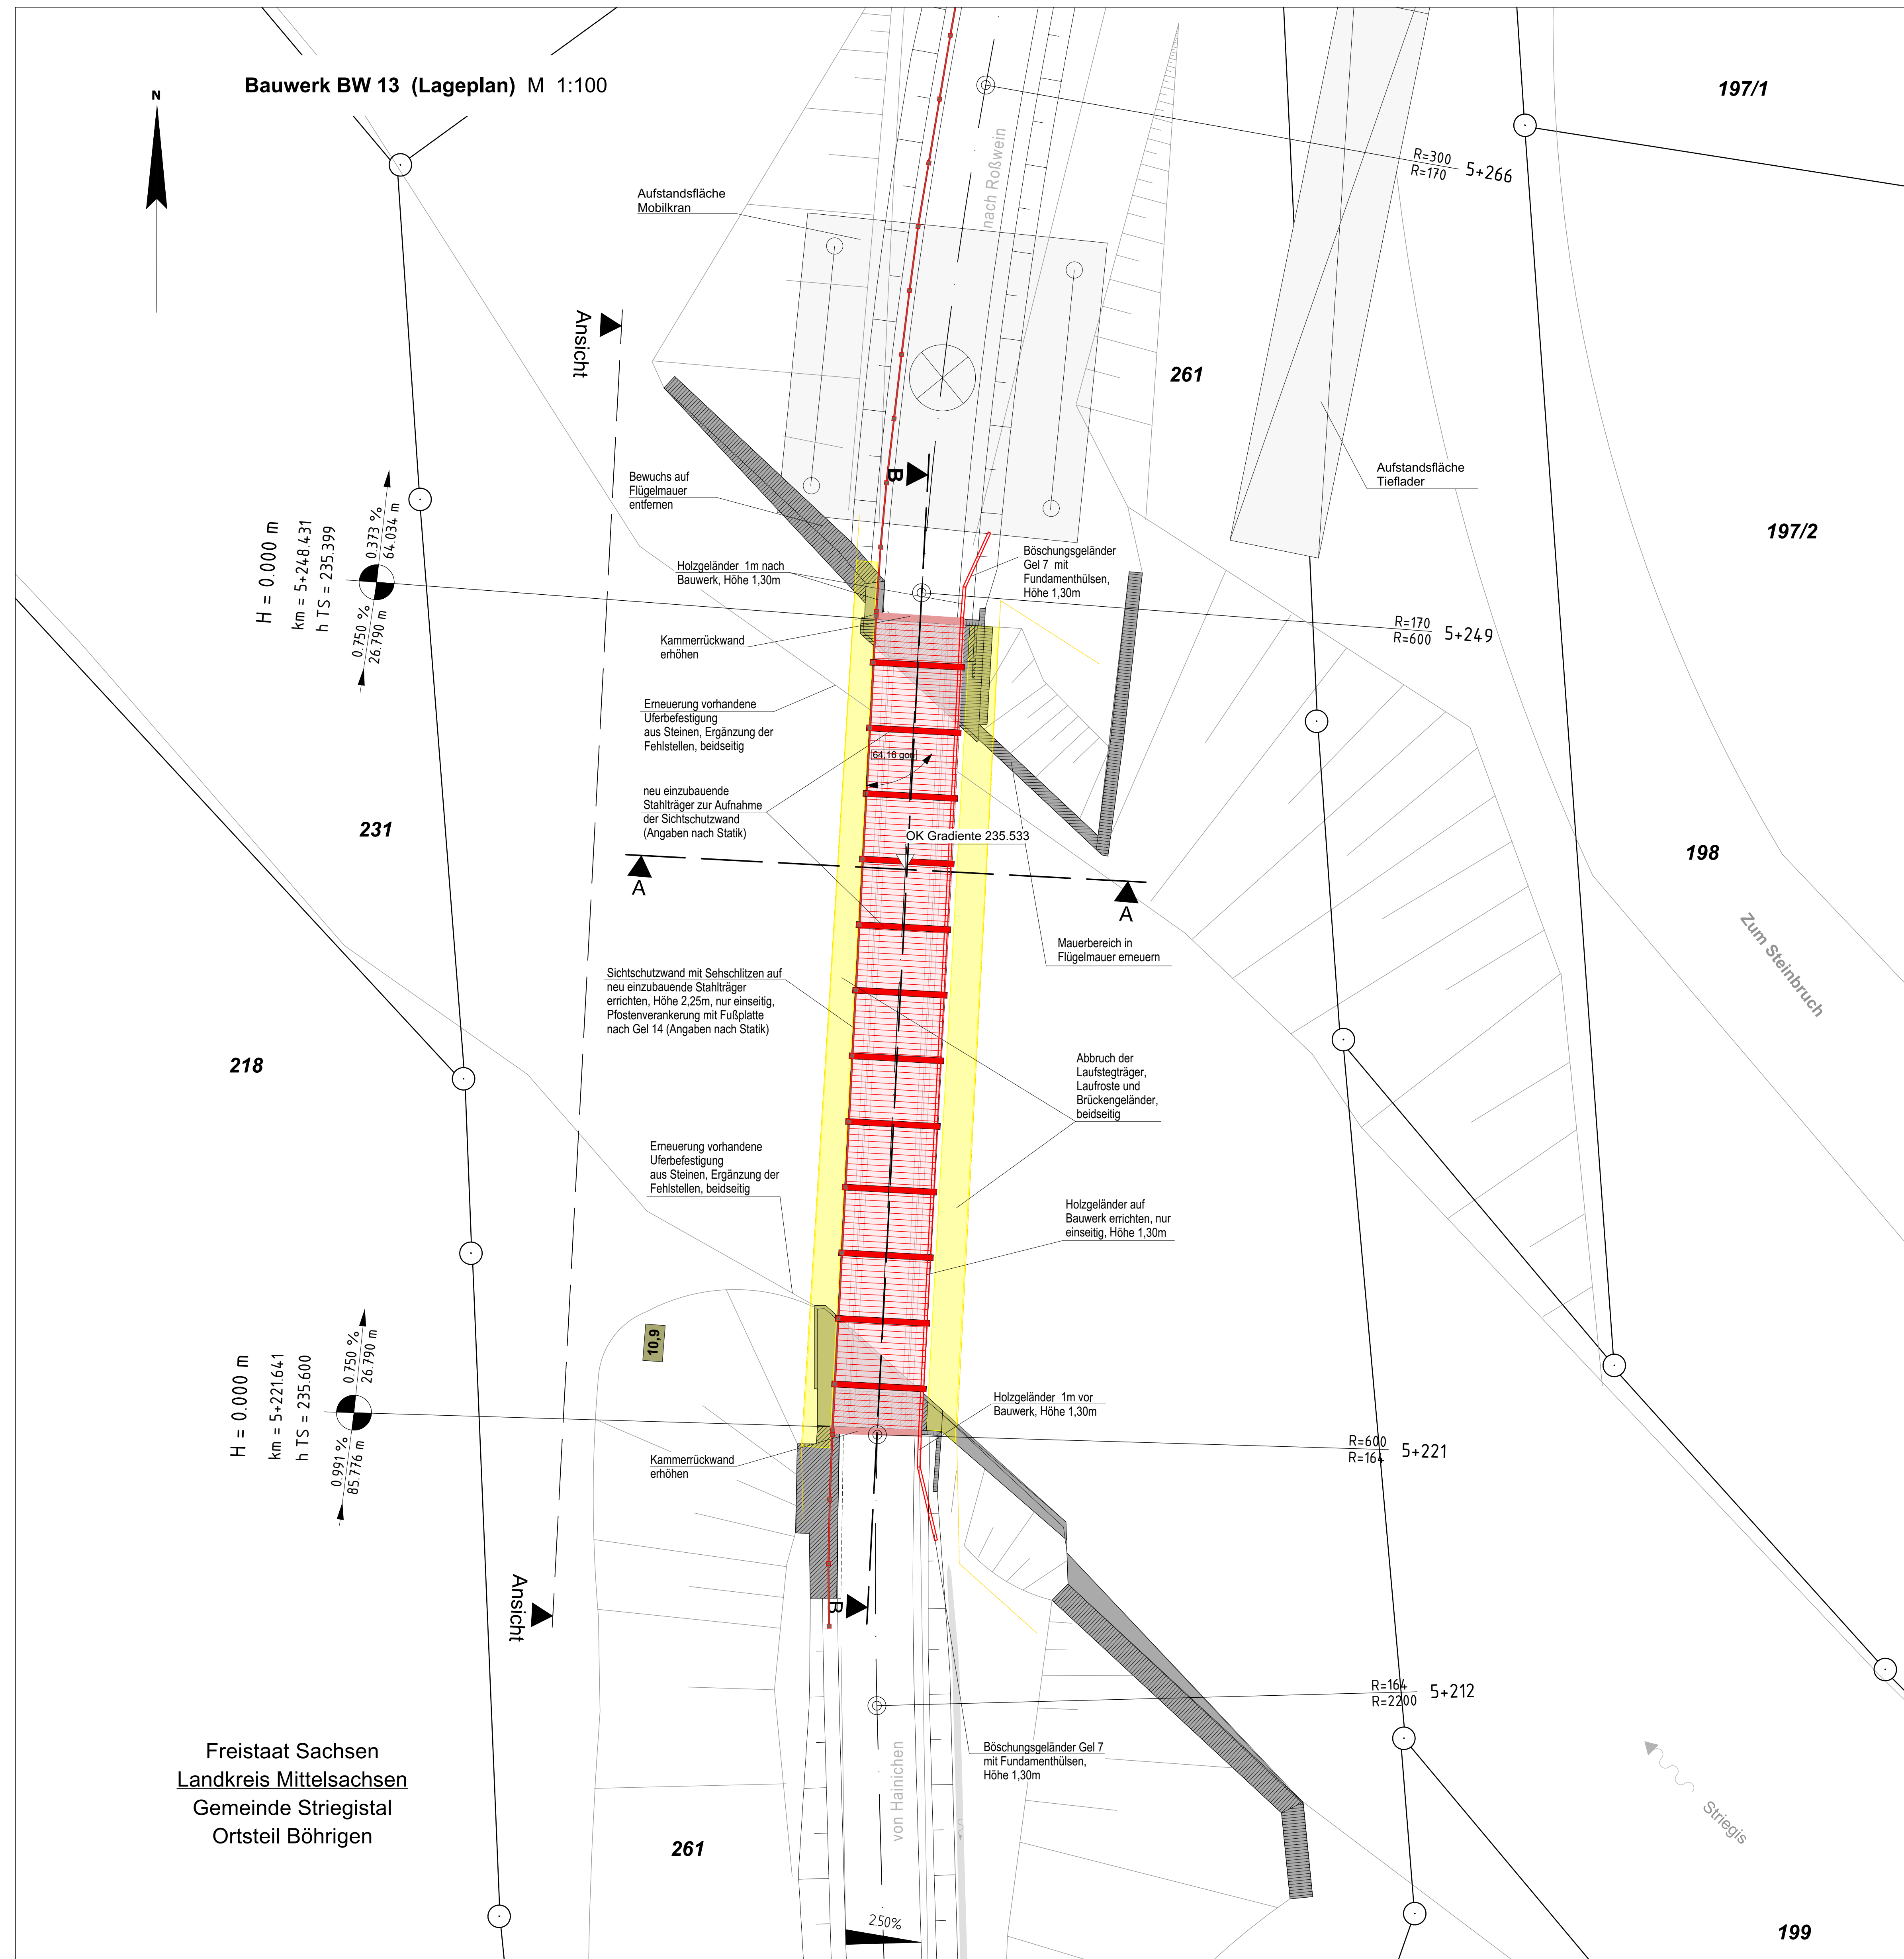 Bauwerk BW 13 (Lageplan) M 1:100
N
197/1
nach Roßwein
R=300
R=170
5+266
Aufstandsfläche
Mobilkran
Ansicht
261
B
Aufstandsfläche
Tieflader
Bewuchs auf
Flügelmauer
entfernen
197/2
H = 0.000 m
km = 5+248.431
h TS = 235.399
0.373 %
64.034 m
0.750 %
26.790 m
Holzgeländer 1m nach
Bauwerk, Höhe 1,30m
Böschungsgeländer
Gel 7 mit
Fundamenthülsen,
Höhe 1,30m
R=170
R=600
5+249
Kammerrückwand
erhöhen
Erneuerung vorhandene
Uferbefestigung
aus Steinen, Ergänzung der
Fehlstellen, beidseitig
64,16 gon
neu einzubauende
Stahlträger zur Aufnahme
der Sichtschutzwand
(Angaben nach Statik)
231
OK Gradiente 235.533
198
A
A
Mauerbereich in
Flügelmauer erneuern
Zum Steinbruch
Sichtschutzwand mit Sehschlitzen auf
neu einzubauende Stahlträger
errichten, Höhe 2,25m, nur einseitig,
Pfostenverankerung mit Fußplatte
nach Gel 14 (Angaben nach Statik)
218
Abbruch der
Laufstegträger,
Laufroste und
Brückengeländer,
beidseitig
Erneuerung vorhandene
Uferbefestigung
aus Steinen, Ergänzung der
Fehlstellen, beidseitig
Holzgeländer auf
Bauwerk errichten, nur
einseitig, Höhe 1,30m
10,9
H = 0.000 m
km = 5+221.641
h TS = 235.600
0.750 %
26.790 m
0.991 %
85.776 m
Holzgeländer 1m vor
Bauwerk, Höhe 1,30m
Kammerrückwand
erhöhen
R=600
R=164
5+221
Ansicht
B
R=164
R=2200
5+212
Freistaat Sachsen
Landkreis Mittelsachsen
Gemeinde Striegistal
Ortsteil Böhrigen
von Hainichen
Böschungsgeländer Gel 7
mit Fundamenthülsen,
Höhe 1,30m
Striegis
261
2.50%
199